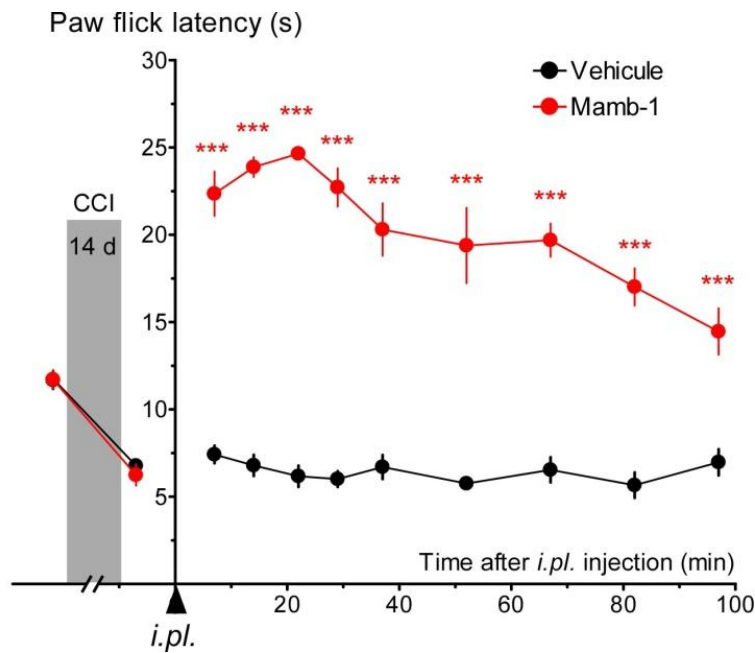 Paw flick latency (s)
30
Vehicule
Mamb-1
***
***
***
***
***
***
***
***
***
25
CCI
14 d
20
15
10
5
Time after i.pl. injection (min)
20
40
60
80
100
i.pl.